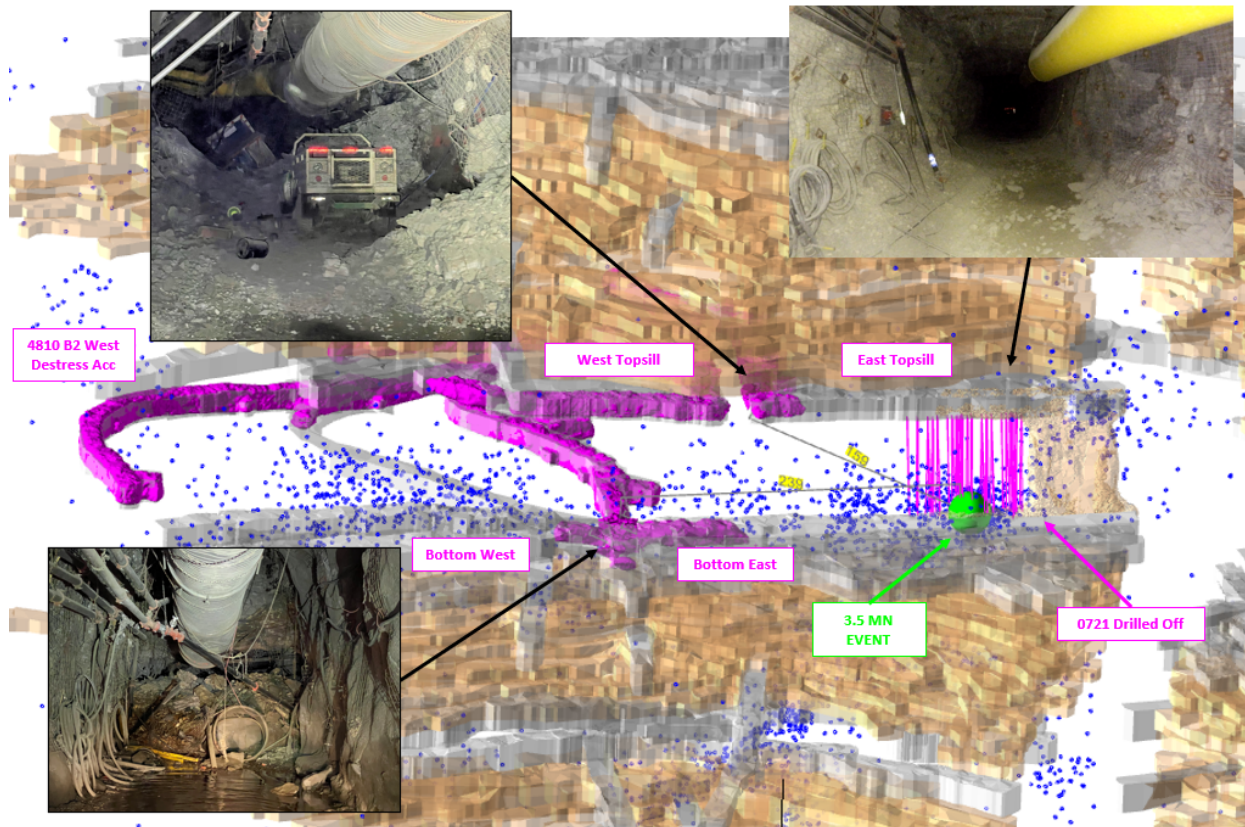 4810 B2 West
Destress Acc
West Topsill
East Topsill
159
239
Bottom West
Bottom East
3.5 MN
EVENT
0721 Drilled Off